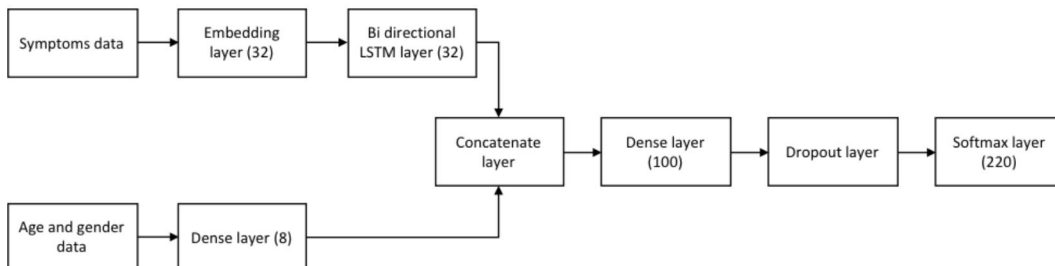 Symptoms data
Embedding
layer (32)
Bi directional
LSTM layer (32)
Concatenate
layer
Dense layer
(100)
Dropout layer
Softmax layer
(220)
Age and gender
data
Dense layer (8)